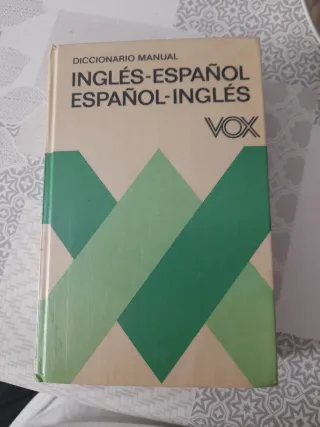 DICCIONARIO MANUAL
INGLÉS-ESPAÑOL
ESPAÑOL-INGLÉS
VOX